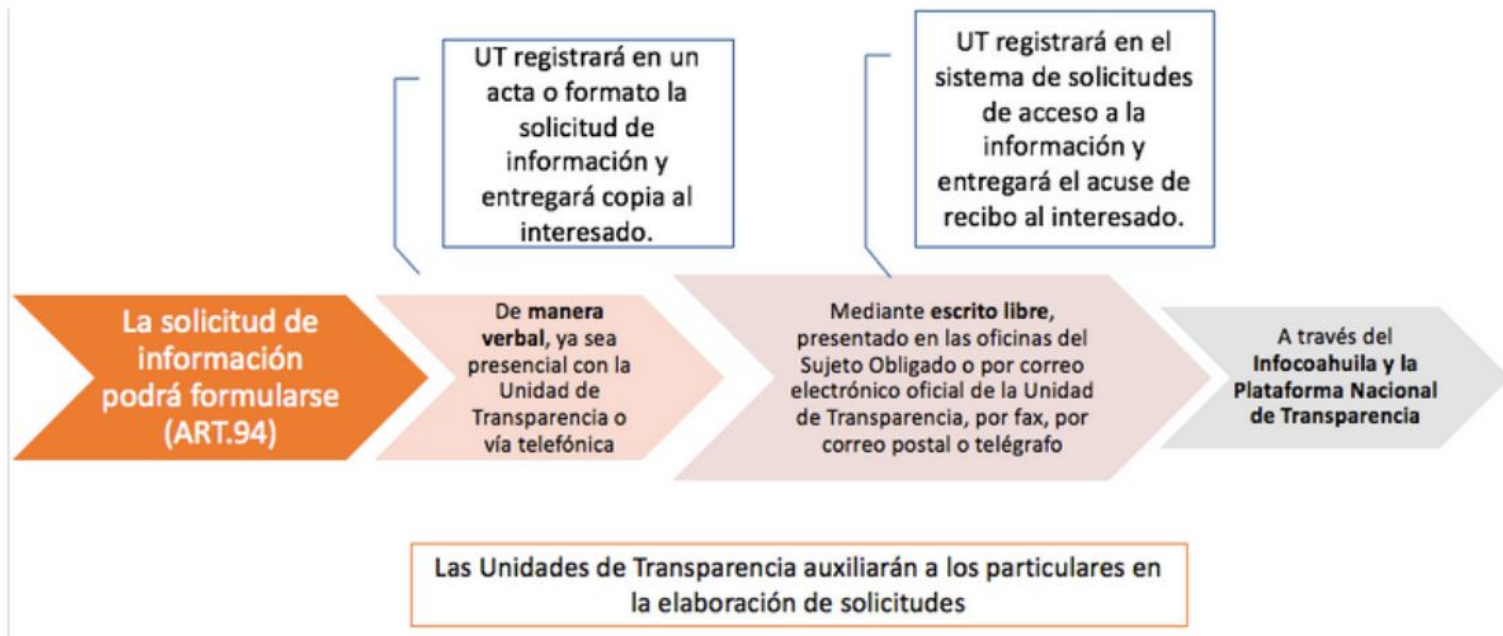 UT registrará en un
acta o formato la
solicitud de
información y
entregará copia al
interesado.
UT registrará en el
sistema de solicitudes
de acceso a la
información y
entregará el acuse de
recibo al interesado.
La solicitud de
información
podrá formularse
(ART.94)
De manera
verbal, ya sea
presencial con la
Unidad de
Transparencia o
vía telefónica
Mediante escrito libre,
presentado en las oficinas del
Sujeto Obligado o por correo
electrónico oficial de la Unidad
de Transparencia, por fax, por
correo postal o telégrafo
A través del
Infocoahuila y la
Plataforma Nacional
de Transparencia
Las Unidades de Transparencia auxiliarán a los particulares en
la elaboración de solicitudes